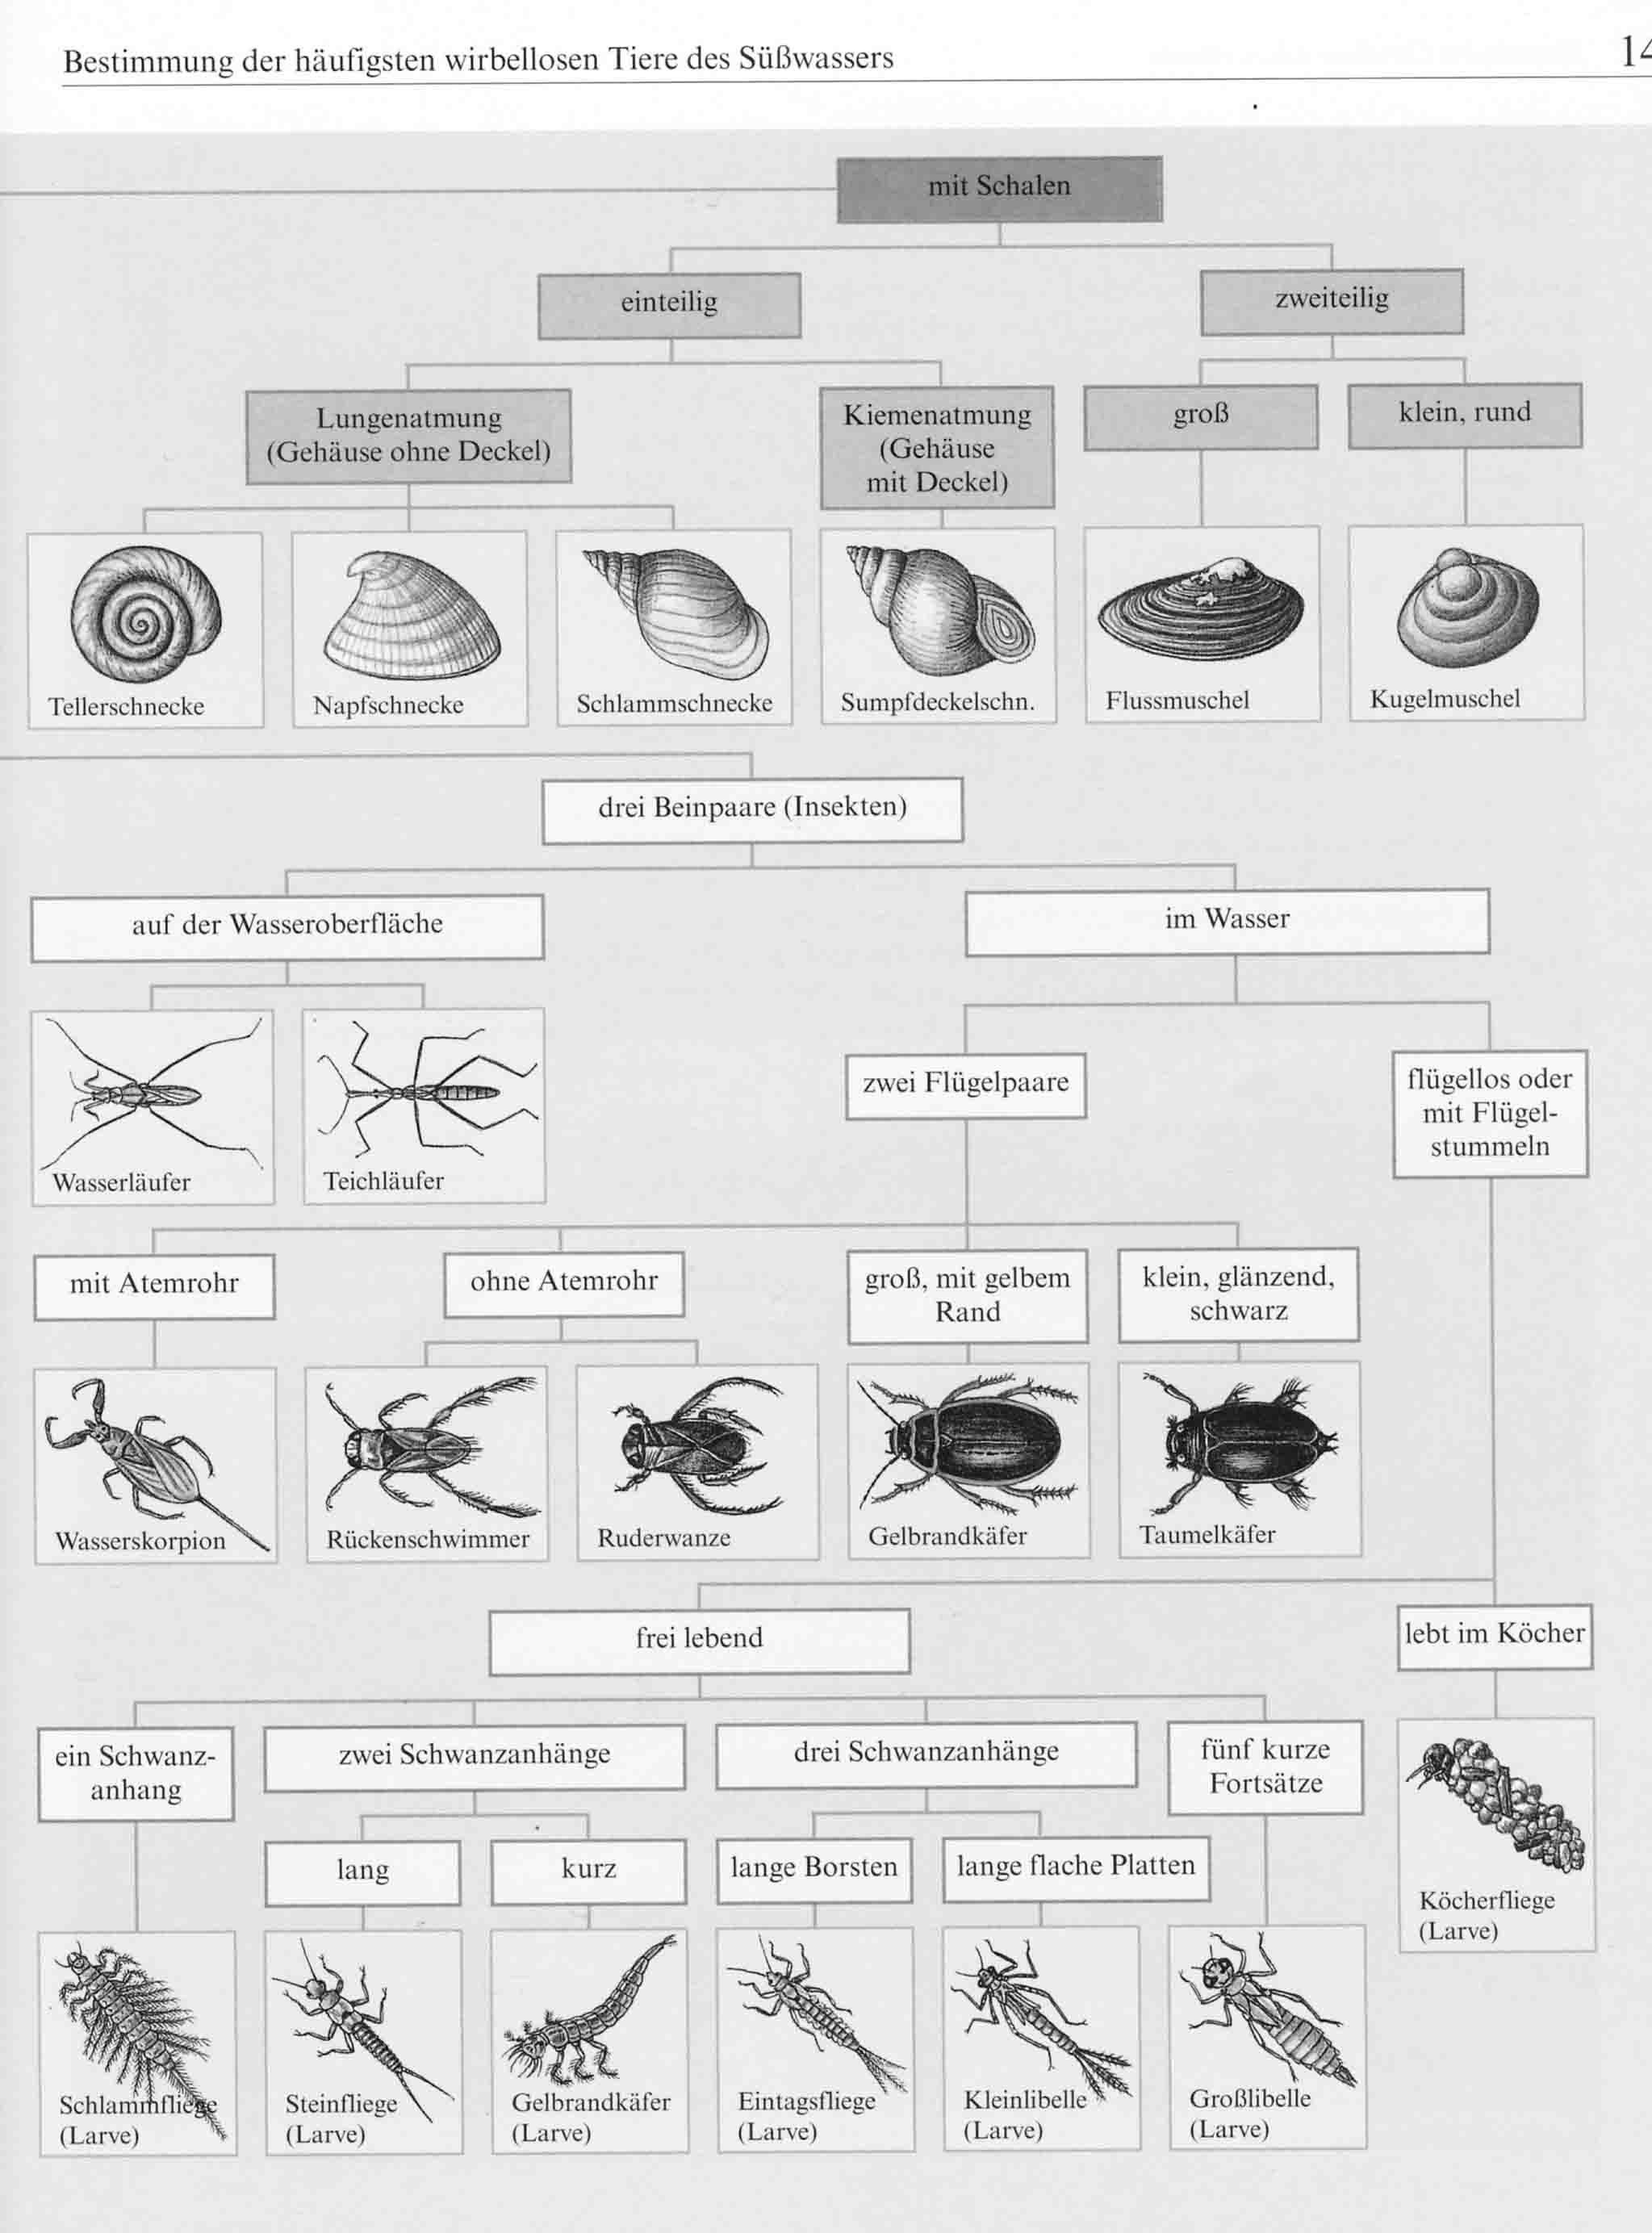 Bestimmung der häufigsten wirbellosen Tiere des Süßwassers
14
mit Schalen
einteilig
zweiteilig
Lungenatmung
(Gehäuse ohne Deckel)
Kiemenatmung
(Gehäuse
mit Deckel)
groß
klein, rund
Tellerschnecke
Napfschnecke
Schlammschnecke
Sumpfdeckelschn.
Flussmuschel
Kugelmuschel
drei Beinpaare (Insekten)
auf der Wasseroberfläche
im Wasser
Wasserläufer
Teichläufer
zwei Flügelpaare
flügellos oder
mit Flügel-
stummeln
mit Atemrohr
ohne Atemrohr
groß, mit gelbem
Rand
klein, glänzend,
schwarz
Wasserskorpion
Rückenschwimmer
Ruderwanze
Gelbrandkäfer
Taumelkäfer
frei lebend
lebt im Köcher
ein Schwanz-
anhang
zwei Schwanzanhänge
drei Schwanzanhänge
fünf kurze
Fortsätze
lang
kurz
lange Borsten
lange flache Platten
Köcherfliege
(Larve)
Schlammfliege
(Larve)
Steinfliege
(Larve)
Gelbrandkäfer
(Larve)
Eintagsfliege
(Larve)
Kleinlibelle
(Larve)
Großlibelle
(Larve)